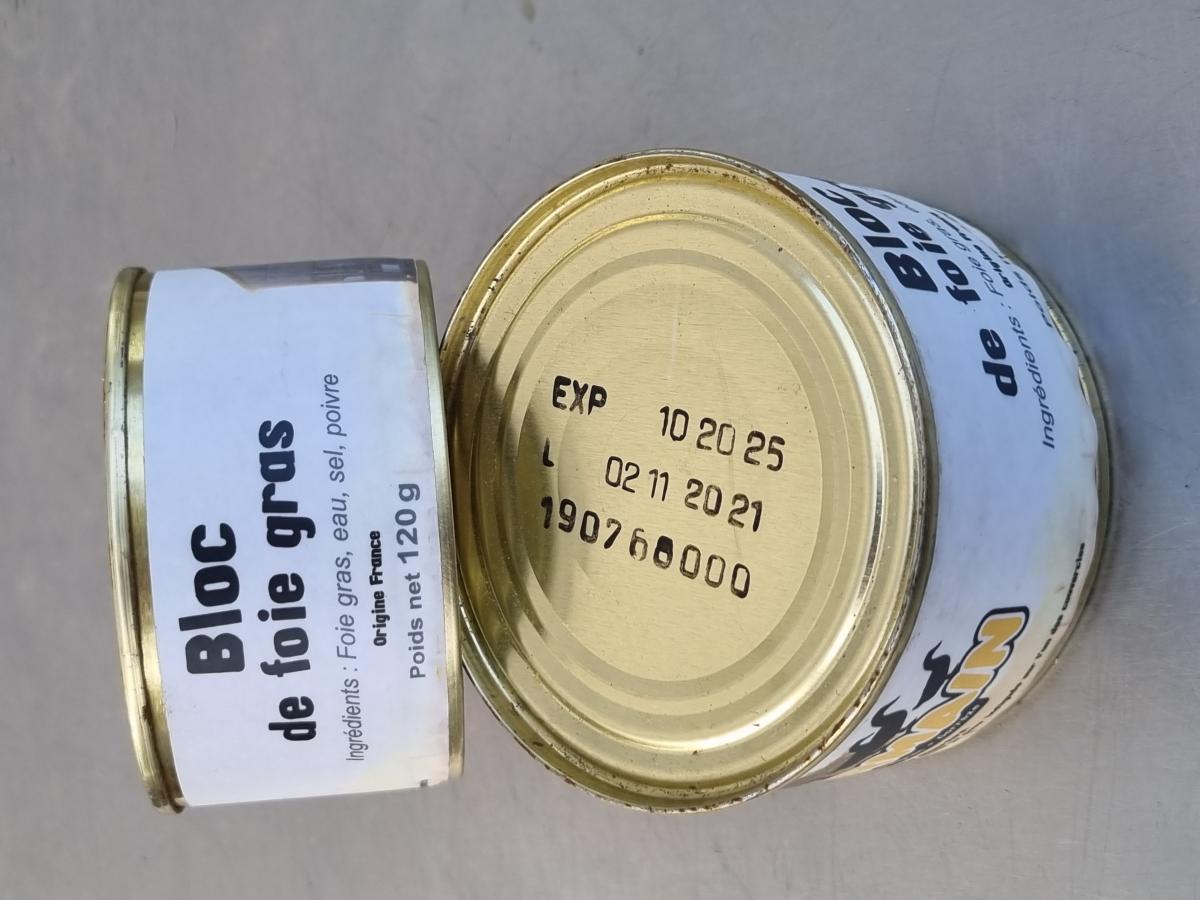 Bloc
de foie gras
Ingrédients : Foie gras, eau, sel, poivre
Origine France
Poids net 120 g
EXP 10 20 25
L 02 11 20 21
190768000
Bloc
de foie
Ingrédients : Foie